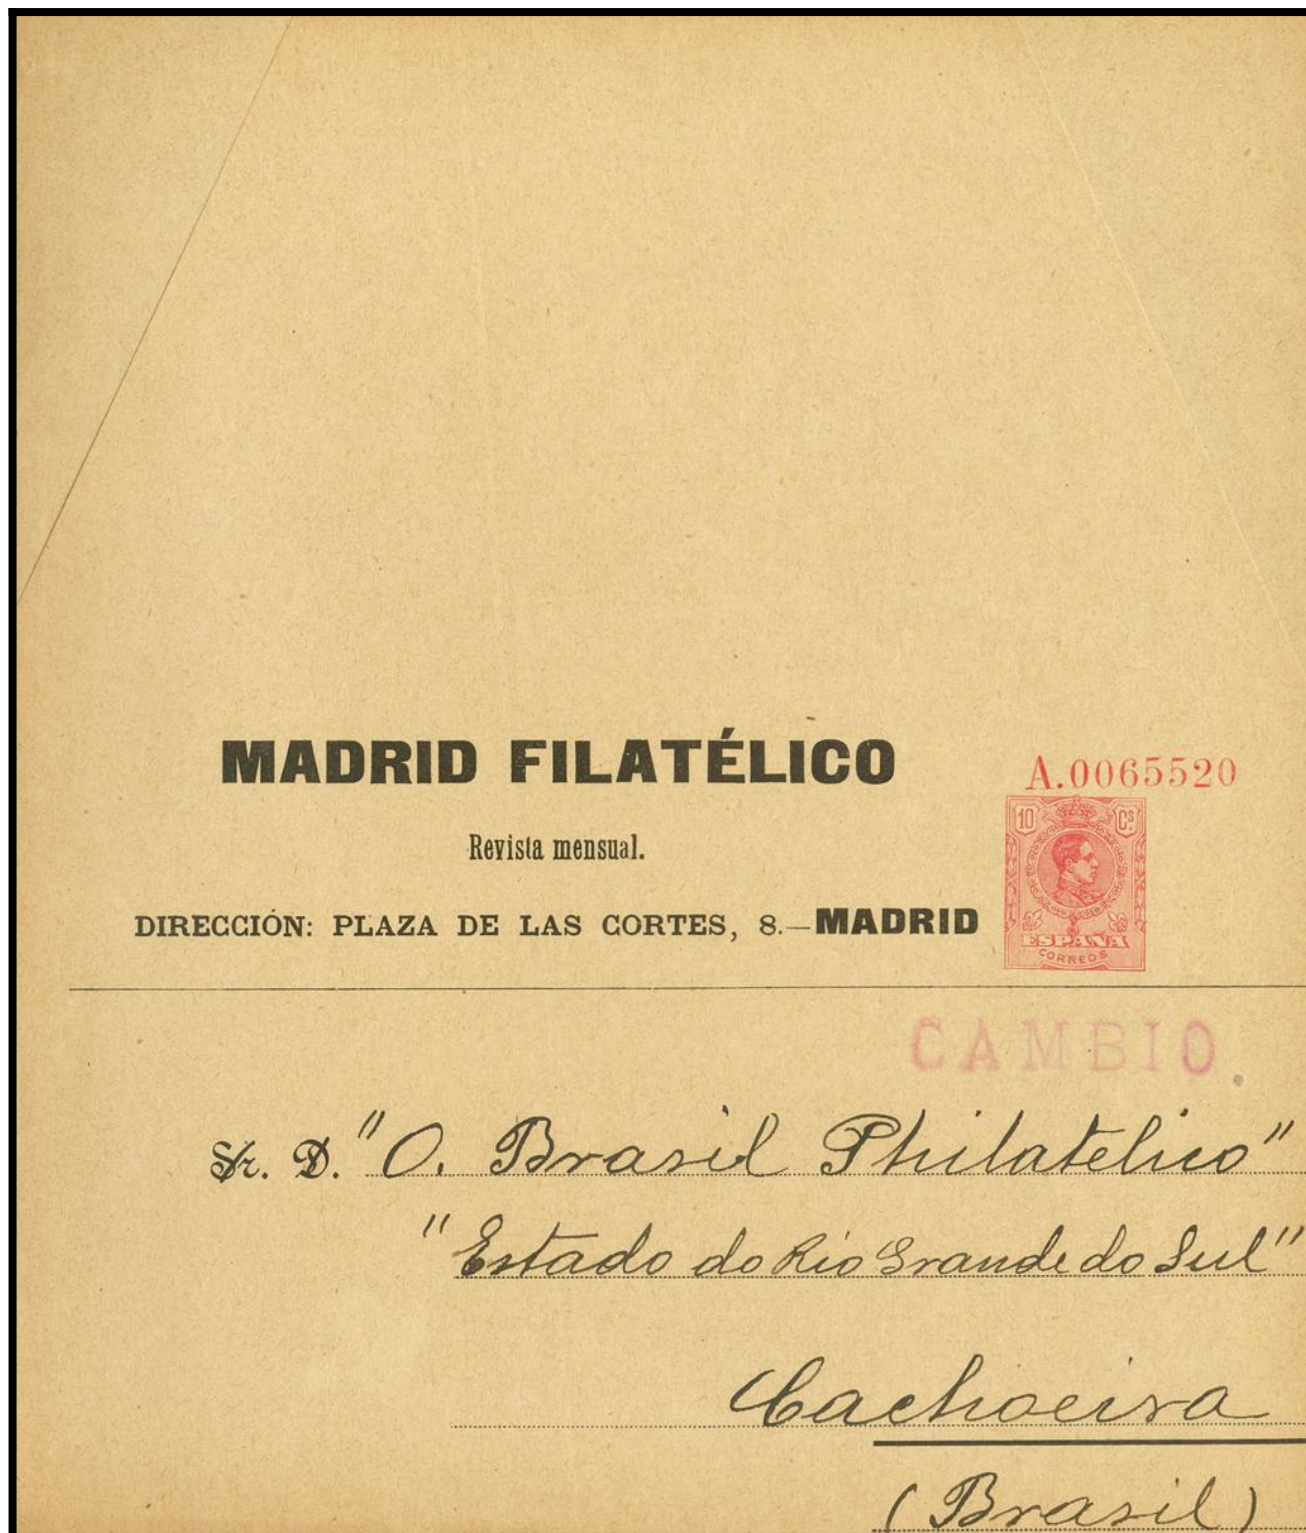 MADRID FILATÉLICO
A.0065520
Revista mensual.
10 Cs
DIRECCIÓN: PLAZA DE LAS CORTES, 8.—MADRID
ESPAÑA
CORREOS
CAMBIO
Sr. D. "O. Brasil Philatelico"
"Estado do Rio Grande do Sul"
Cachoeira
(Brasil)